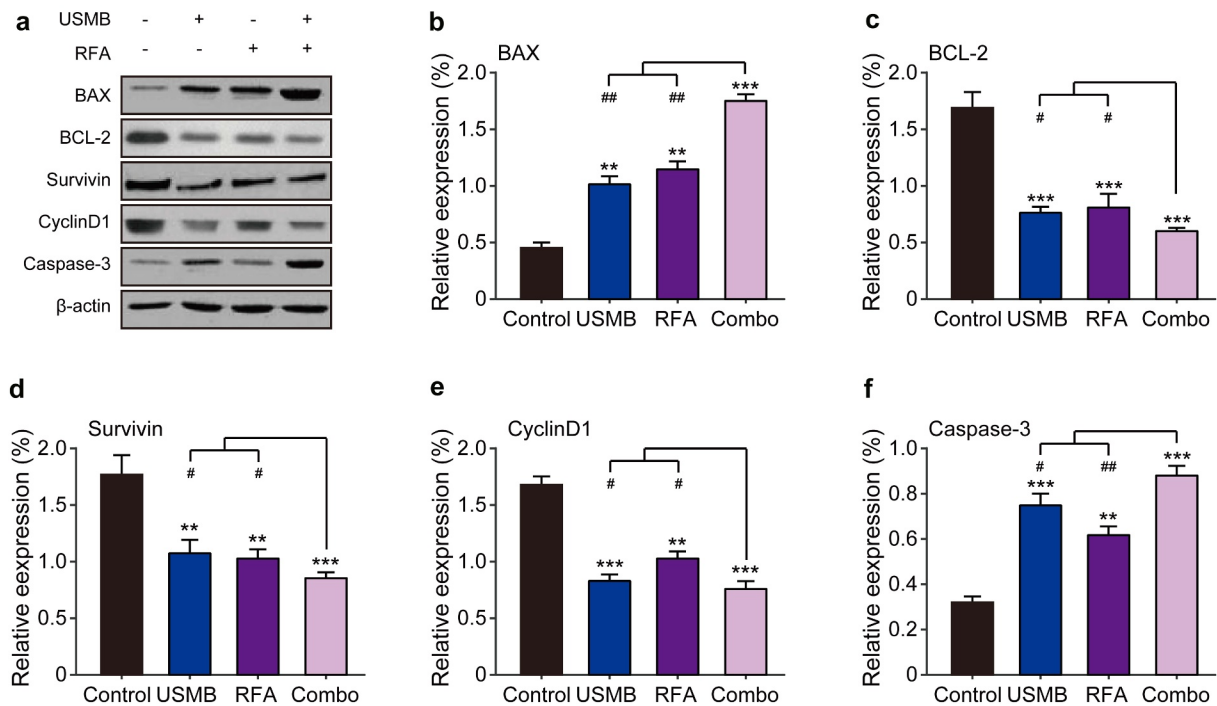 a
USMB - + - +
RFA - - + +
BAX
BCL-2
Survivin
CyclinD1
Caspase-3
β-actin
b
BAX
Relative eexpression (%)
2.0
1.5
1.0
0.5
0
## ##
** ** ***
Control USMB RFA Combo
c
BCL-2
Relative eexpression (%)
2.0
1.5
1.0
0.5
0
# #
*** *** ***
Control USMB RFA Combo
d
Survivin
Relative eexpression (%)
2.0
1.5
1.0
0.5
0
# #
** ** ***
Control USMB RFA Combo
e
CyclinD1
Relative eexpression (%)
2.0
1.5
1.0
0.5
0
# #
*** ** ***
Control USMB RFA Combo
f
Caspase-3
Relative eexpression (%)
1.0
0.8
0.6
0.4
0.2
0
# ##
*** ** ***
Control USMB RFA Combo